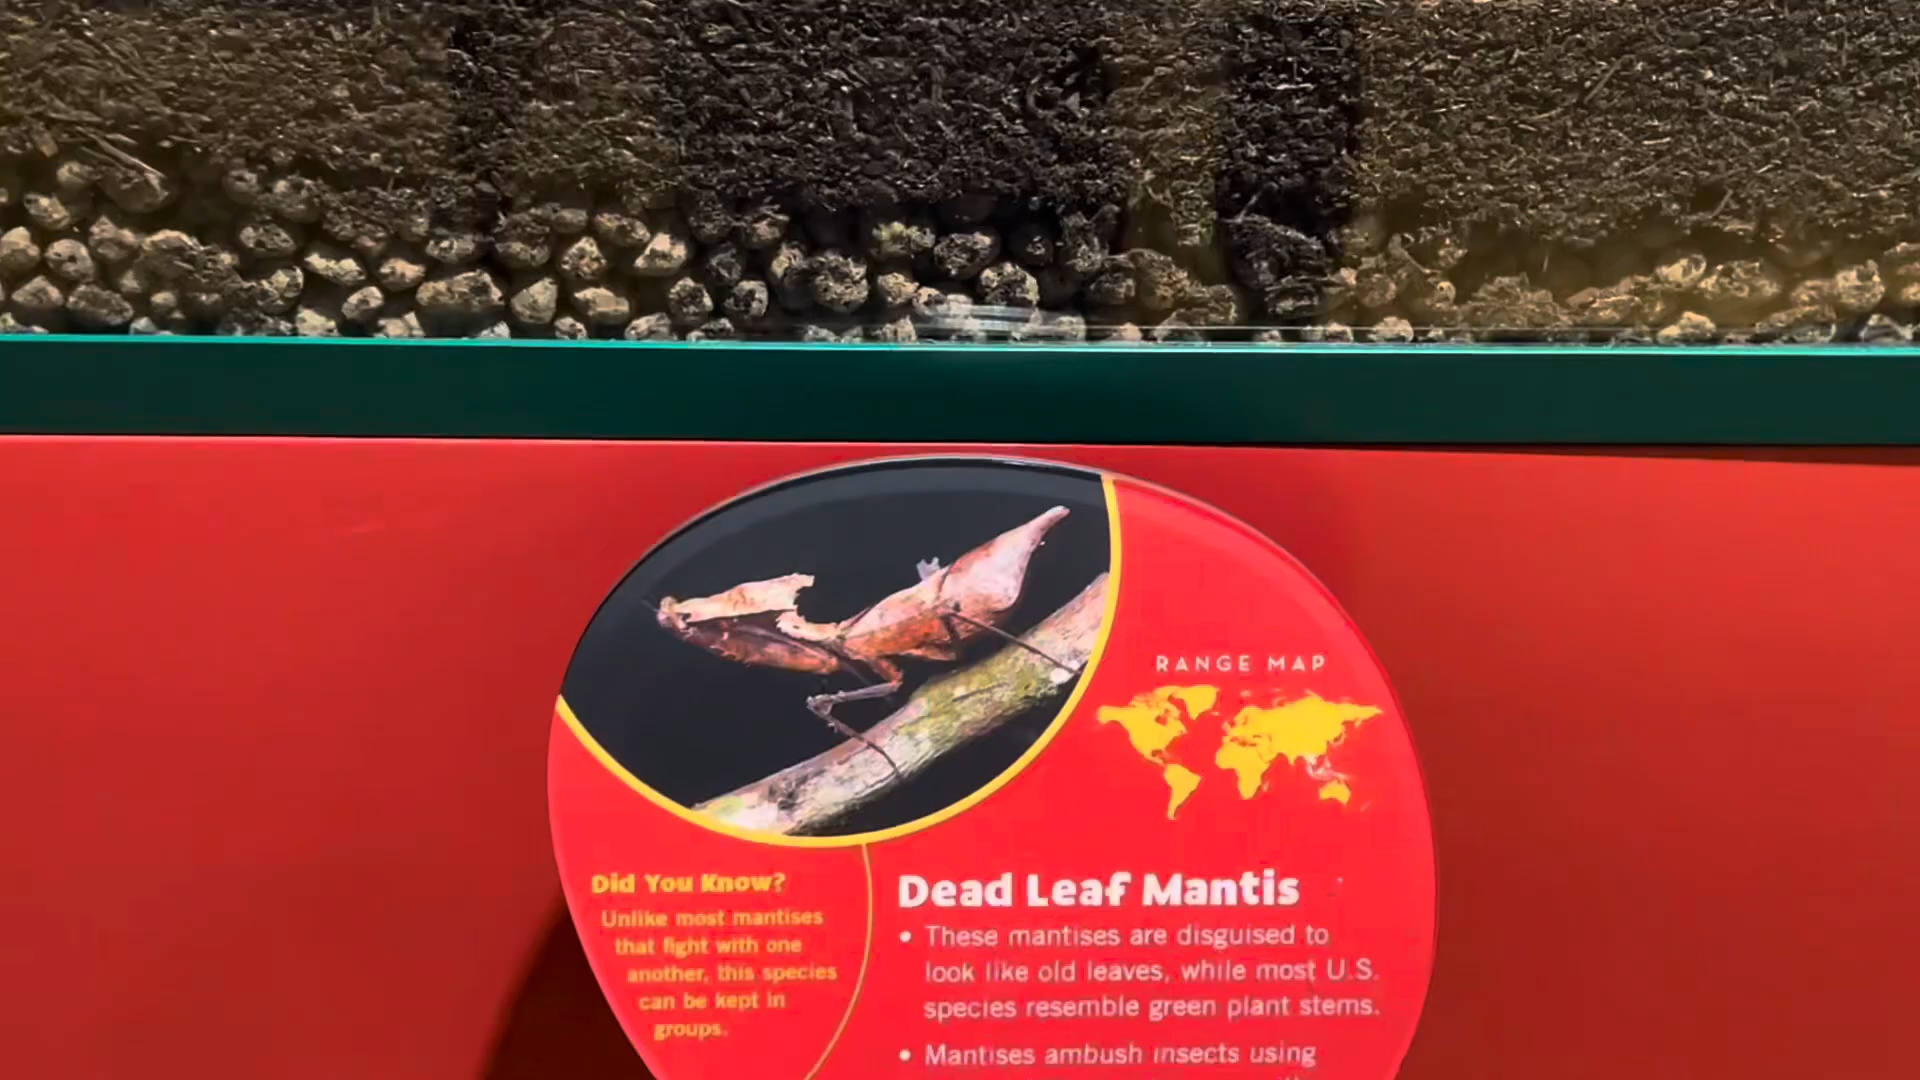 RANGE MAP
Did You Know?
Unlike most mantises
that fight with one
another, this species
can be kept in
groups.
Dead Leaf Mantis
• These mantises are disguised to
look like old leaves, while most U.S.
species resemble green plant stems.
• Mantises ambush insects using